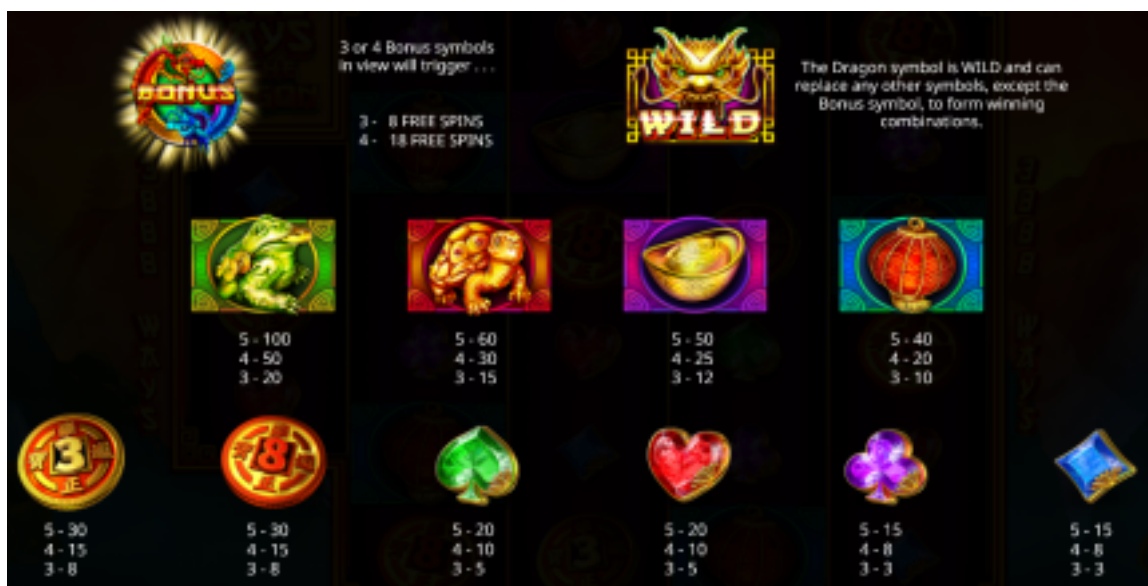 BONUS
3 or 4 Bonus symbols
in view will trigger . . .
3 - 8 FREE SPINS
4 - 18 FREE SPINS
WILD
The Dragon symbol is WILD and can
replace any other symbols, except the
Bonus symbol, to form winning
combinations.
5 - 100
4 - 50
3 - 20
5 - 60
4 - 30
3 - 15
5 - 50
4 - 25
3 - 12
5 - 40
4 - 20
3 - 10
3
正
8
5 - 30
4 - 15
3 - 8
5 - 30
4 - 15
3 - 8
5 - 20
4 - 10
3 - 5
5 - 20
4 - 10
3 - 5
5 - 15
4 - 8
3 - 3
5 - 15
4 - 8
3 - 3